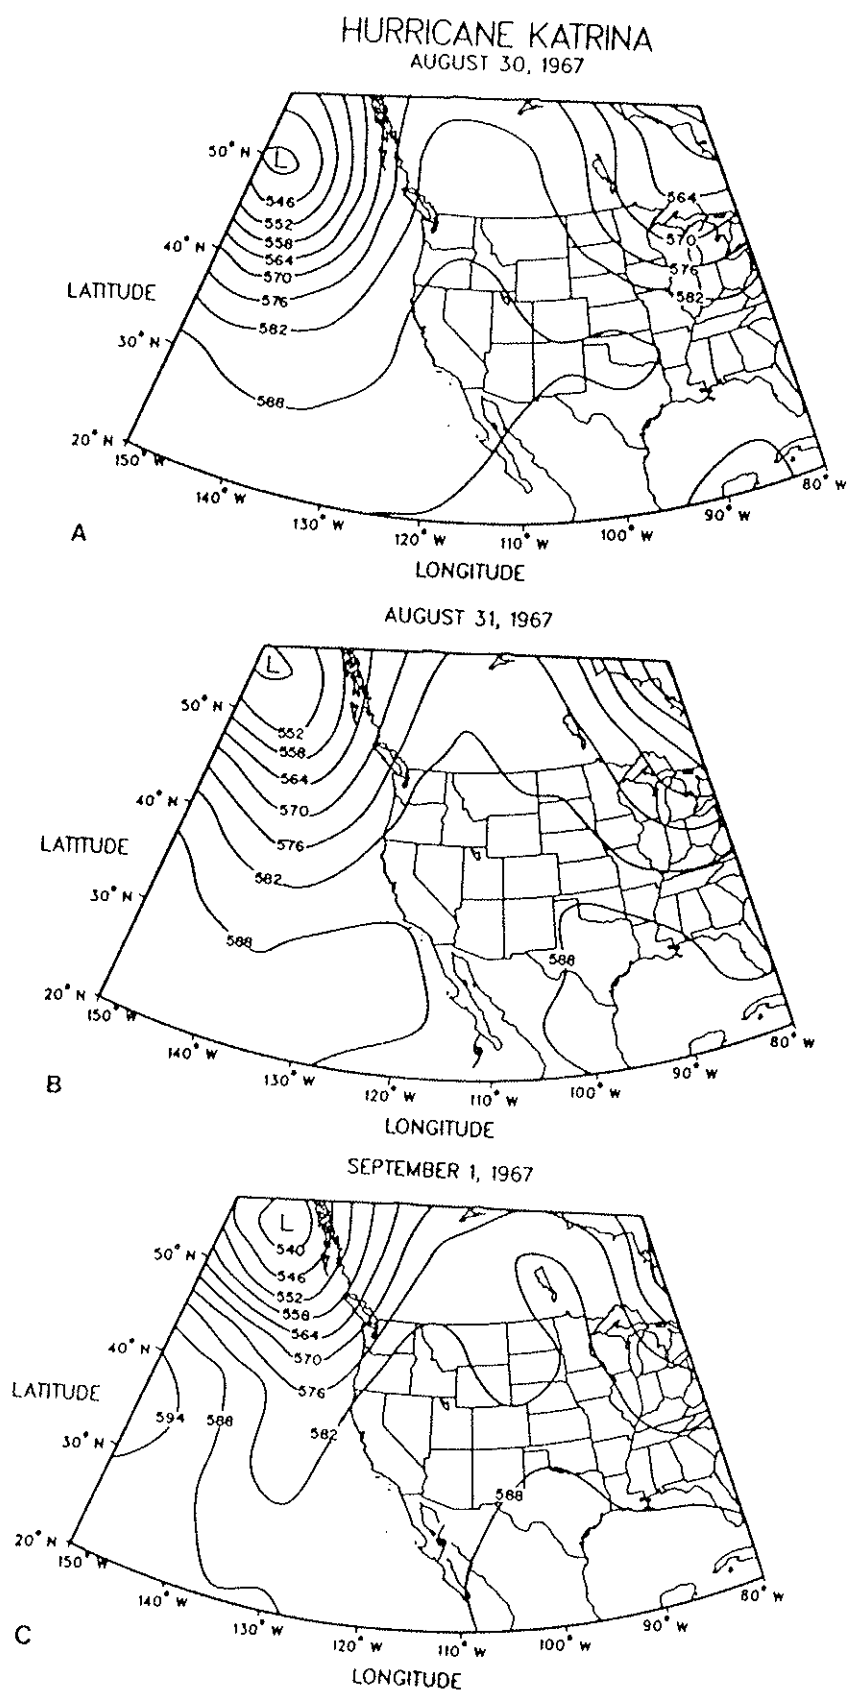 HURRICANE KATRINA
AUGUST 30, 1967
50° N
L
546
552
558
564
570
576
582
588
564
570
576
582
40° N
LATITUDE
30° N
20° N
150° W
140° W
130° W
120° W
110° W
100° W
90° W
80° W
A
LONGITUDE
AUGUST 31, 1967
L
50° N
552
558
564
570
576
582
588
588
40° N
LATITUDE
30° N
20° N
150° W
140° W
130° W
120° W
110° W
100° W
90° W
80° W
B
LONGITUDE
SEPTEMBER 1, 1967
L
540
50° N
546
552
558
564
570
576
582
40° N
LATITUDE
594
588
30° N
588
20° N
150° W
140° W
130° W
120° W
110° W
100° W
90° W
80° W
C
LONGITUDE